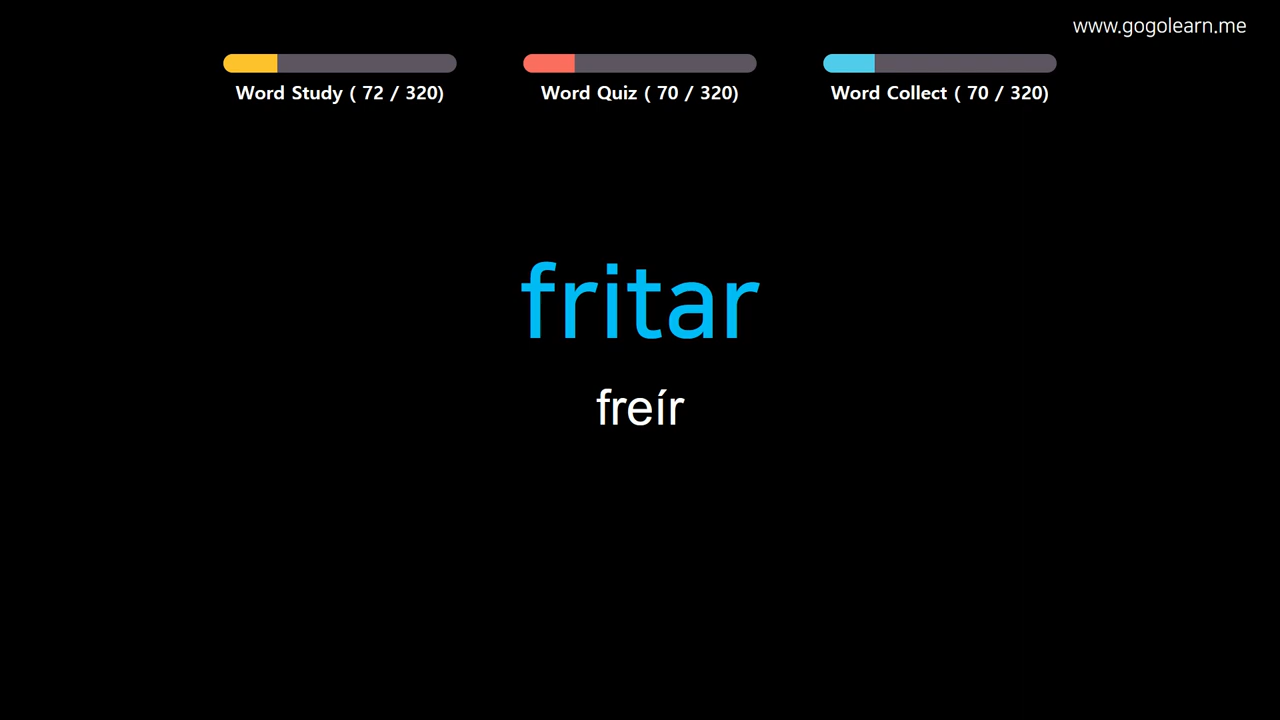 www.gogolearn.me
Word Study ( 72 / 320)
Word Quiz ( 70 / 320)
Word Collect ( 70 / 320)
fritar
freír